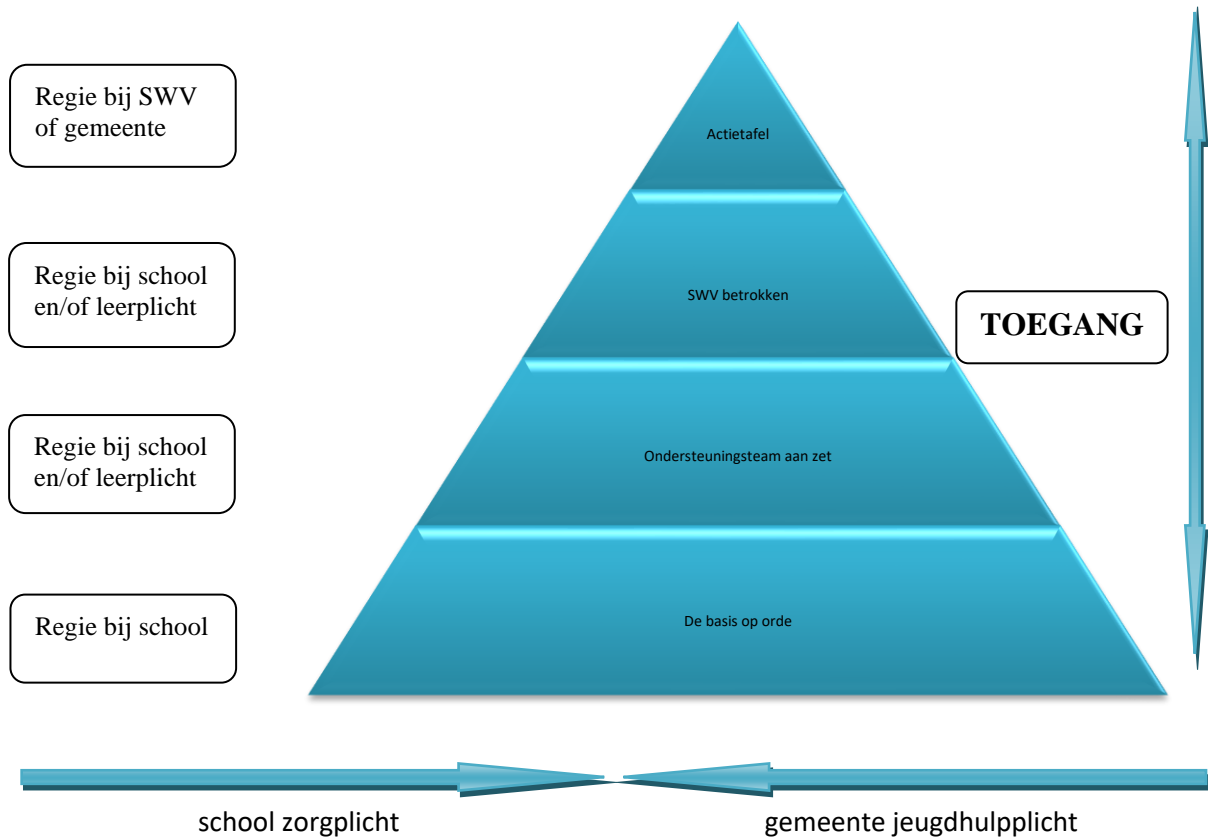 Regie bij SWV
of gemeente
Actietafel
Regie bij school
en/of leerplicht
SWV betrokken
TOEGANG
Regie bij school
en/of leerplicht
Ondersteuningsteam aan zet
Regie bij school
De basis op orde
school zorgplicht
gemeente jeugdhulpplicht